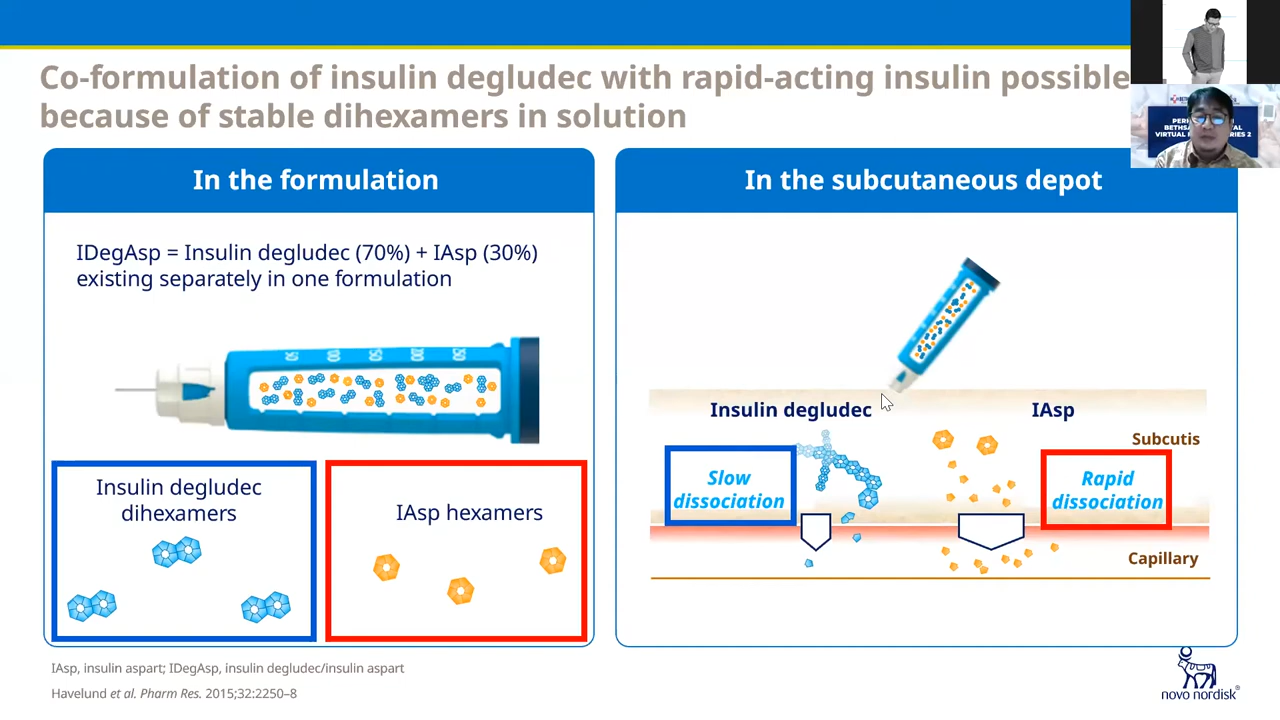 Co-formulation of insulin degludec with rapid-acting insulin possible
because of stable dihexamers in solution
In the formulation
IDegAsp = Insulin degludec (70%) + IAsp (30%)
existing separately in one formulation
Insulin degludec
dihexamers
IAsp hexamers
In the subcutaneous depot
Insulin degludec
IAsp
Subcutis
Slow
dissociation
Rapid
dissociation
Capillary
IAsp, insulin aspart; IDegAsp, insulin degludec/insulin aspart
Havelund et al. Pharm Res. 2015;32:2250–8
novo nordisk®